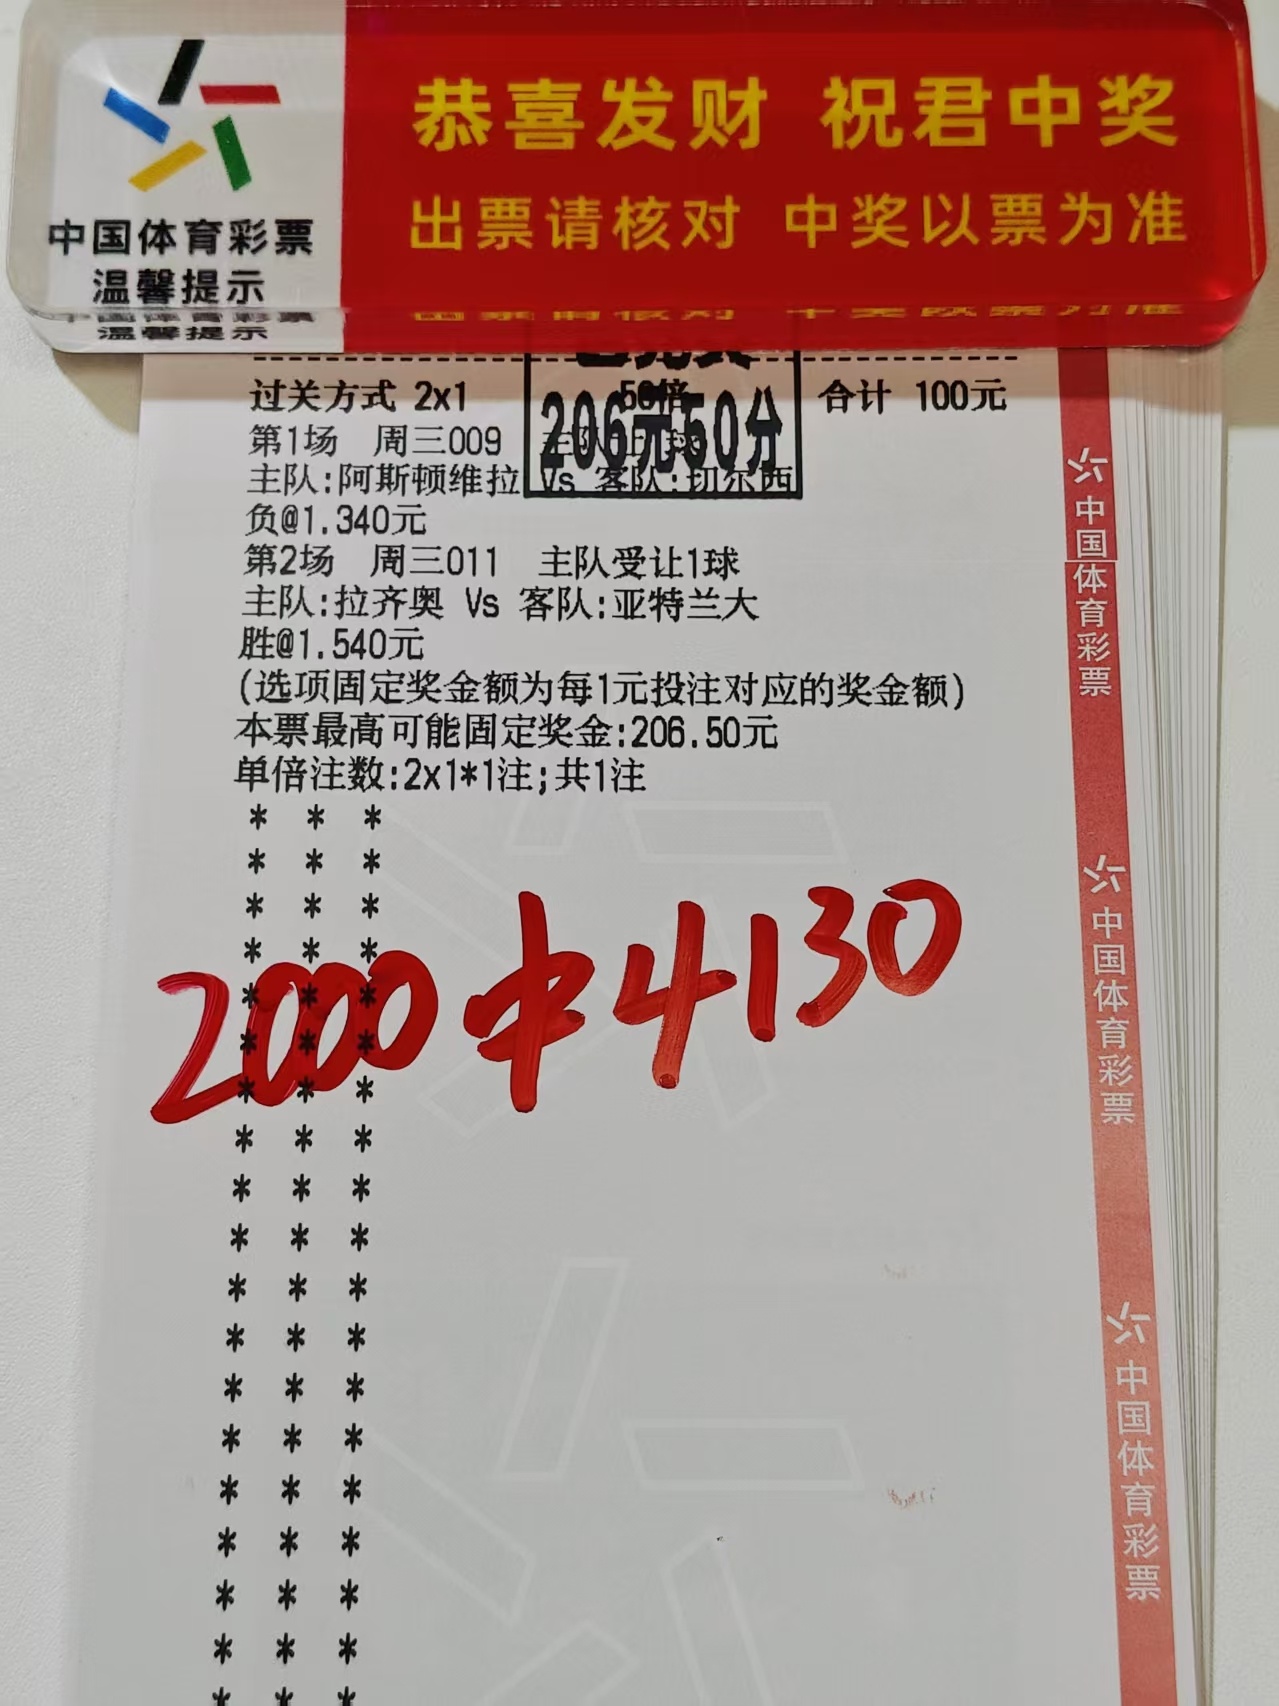 恭喜发财 祝君中奖
出票请核对 中奖以票为准
中国体育彩票
温馨提示
过关方式 2x1 50倍 合计 100元
206元50分
第1场 周三009
主队:阿斯顿维拉 Vs 客队:切尔西
负@1.340元
第2场 周三011 主队受让1球
主队:拉齐奥 Vs 客队:亚特兰大
胜@1.540元
(选项固定奖金额为每1元投注对应的奖金额)
本票最高可能固定奖金:206.50元
单倍注数:2x1*1注;共1注
2000中4130
中国体育彩票
中国体育彩票
中国体育彩票